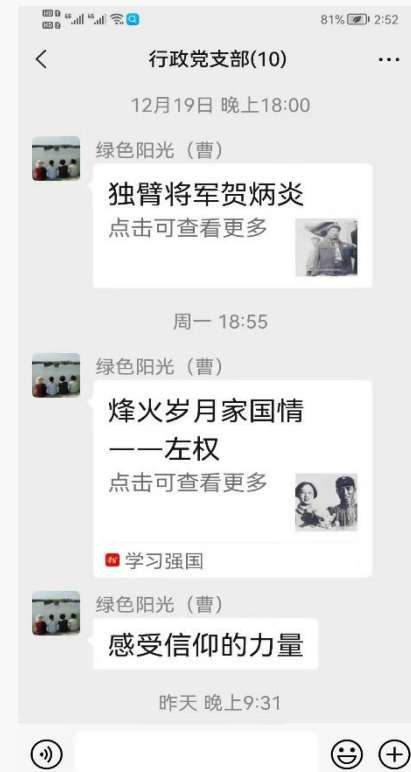 81% 2:52
行政党支部(10)
12月19日 晚上18:00
绿色阳光（曹）
独臂将军贺炳炎
点击可查看更多
周一 18:55
绿色阳光（曹）
烽火岁月家国情
——左权
点击可查看更多
学习强国
绿色阳光（曹）
感受信仰的力量
昨天 晚上9:31